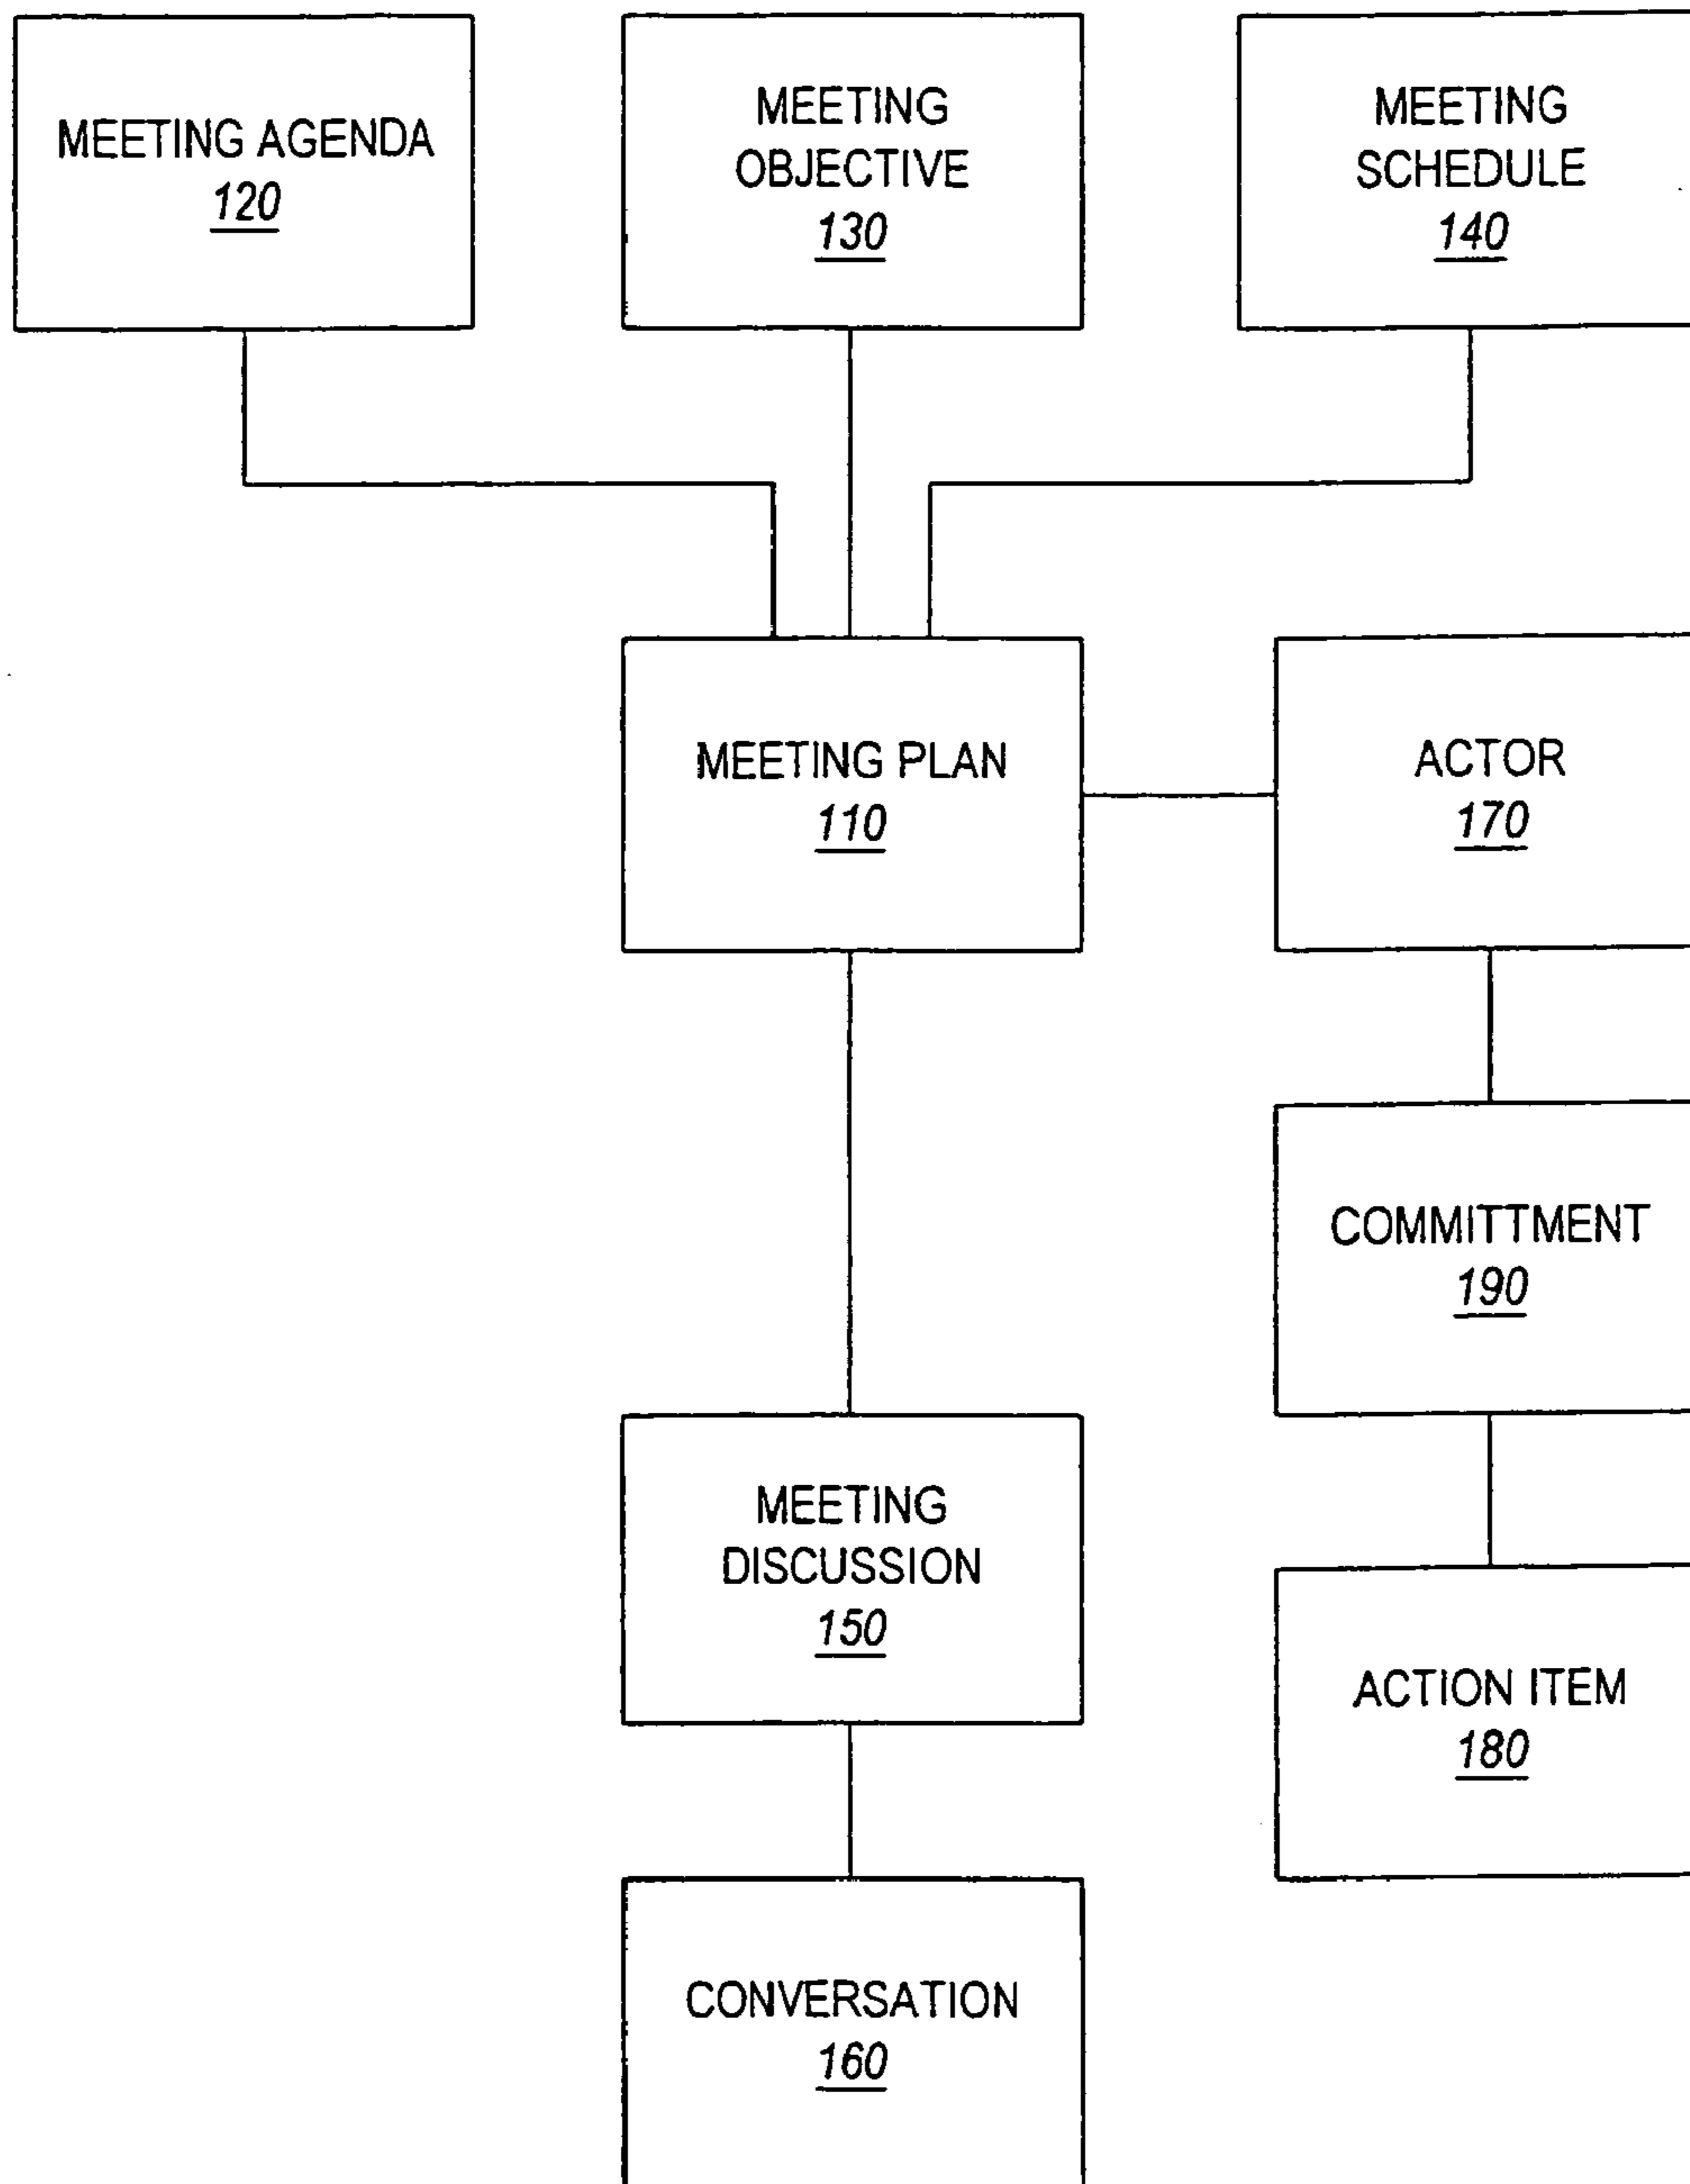 MEETING AGENDA
120
MEETING
OBJECTIVE
130
MEETING
SCHEDULE
140
MEETING PLAN
110
ACTOR
170
COMMITTMENT
190
MEETING
DISCUSSION
150
ACTION ITEM
180
CONVERSATION
160